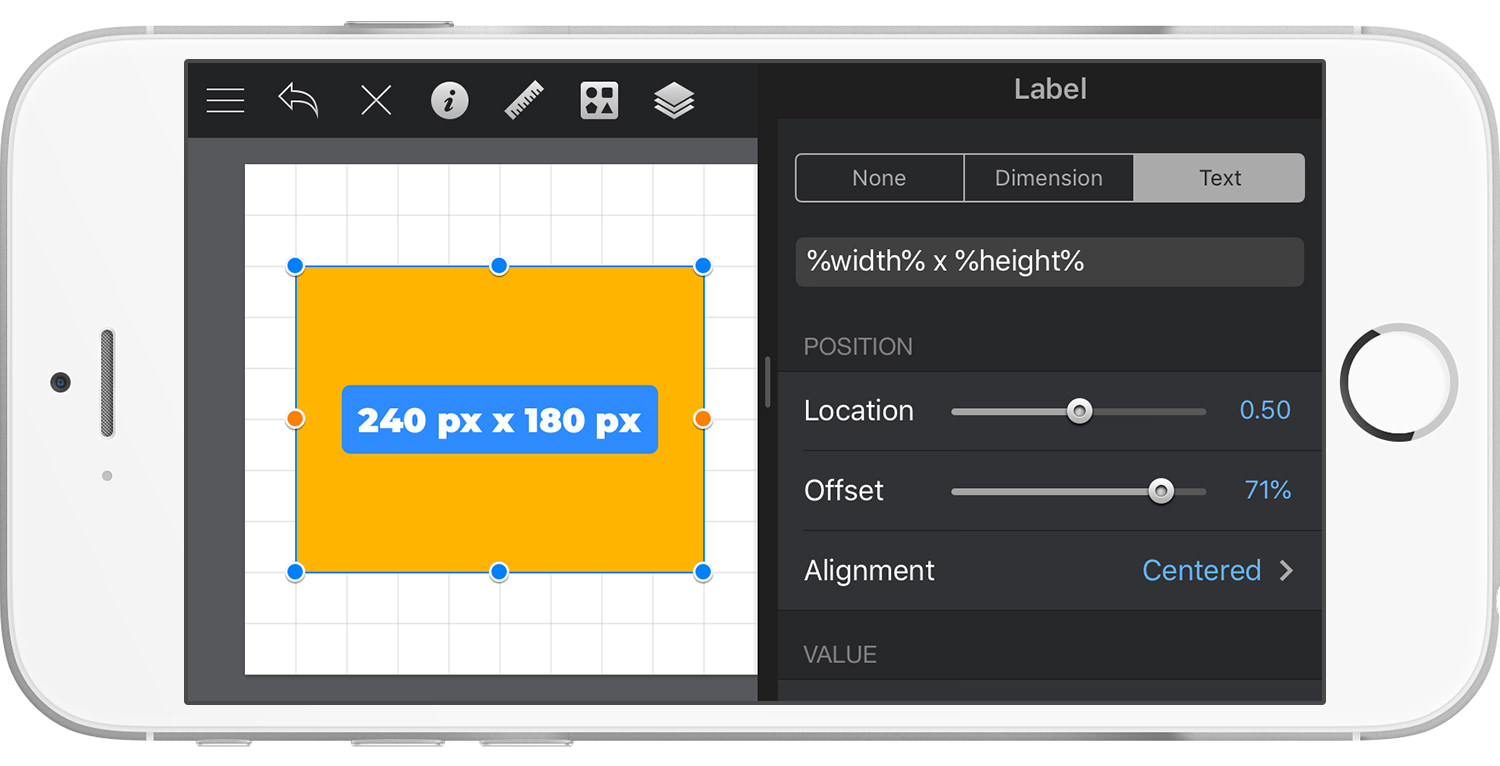 Label
None
Dimension
Text
%width% x %height%
POSITION
Location
0.50
Offset
71%
Alignment
Centered
VALUE
240 px x 180 px